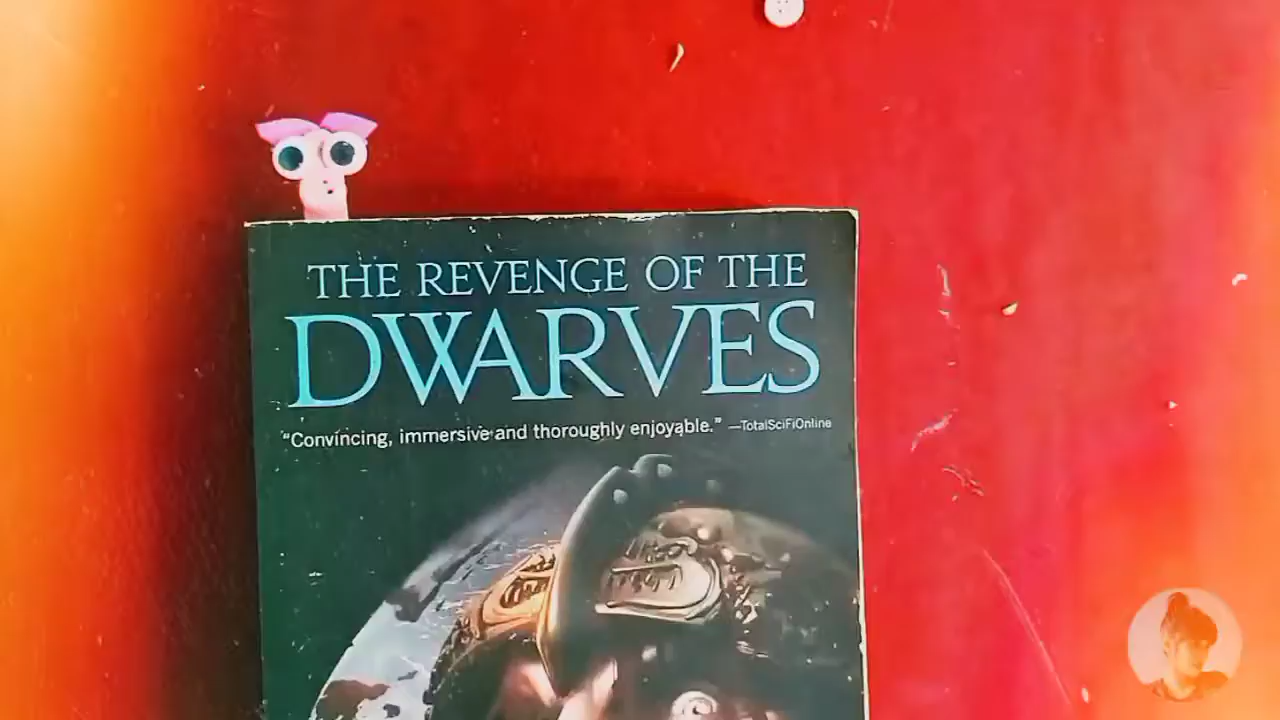 THE REVENGE OF THE
DWARVES
“Convincing, immersive and thoroughly enjoyable.” —TotalSciFiOnline